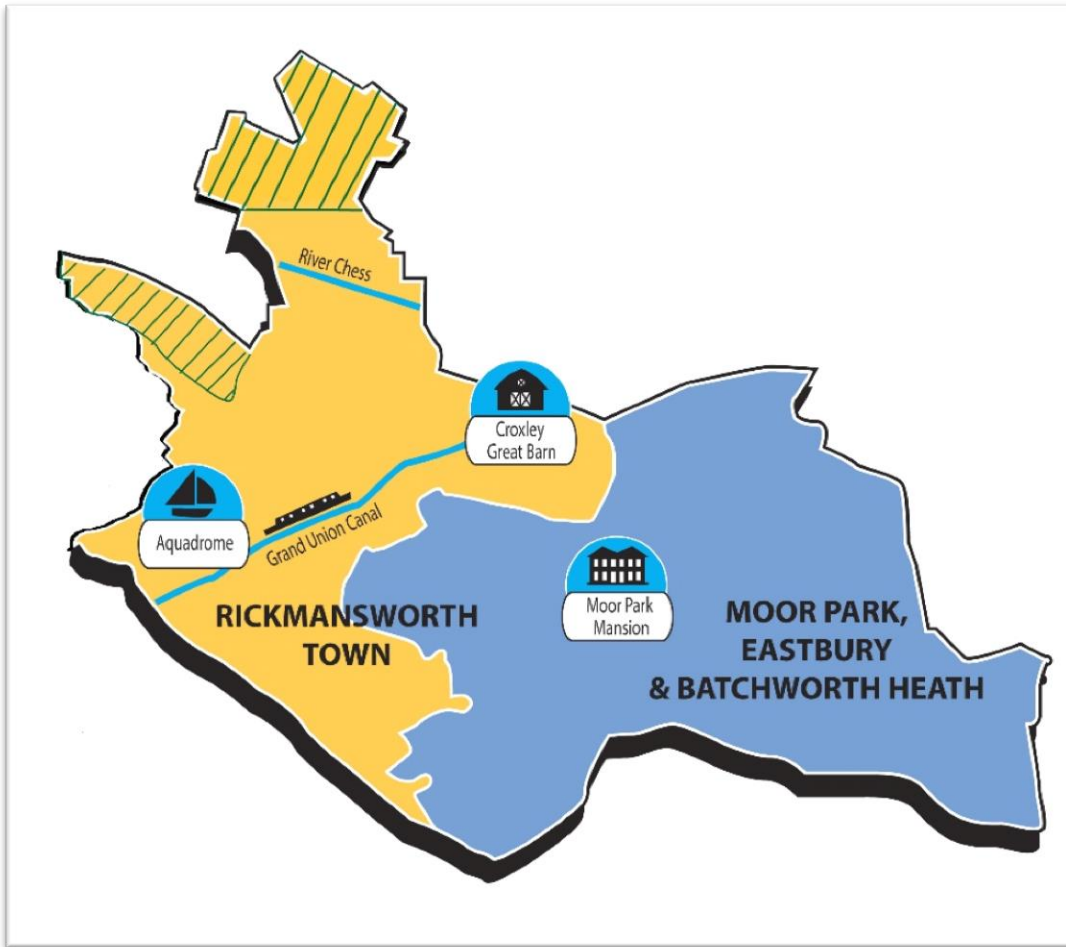 River Chess
Croxley
Great Barn
Aquadrome
Grand Union Canal
Moor Park
Mansion
RICKMANSWORTH
TOWN
MOOR PARK,
EASTBURY
& BATCHWORTH HEATH